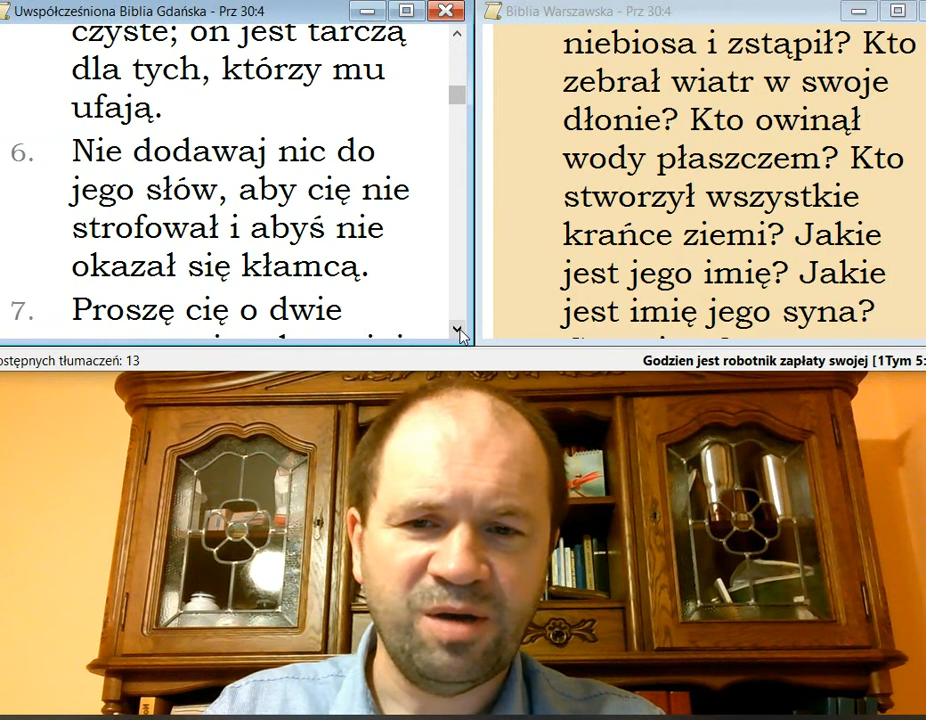 Uwspółcześniona Biblia Gdańska - Prz 30:4
czyste; on jest tarczą
dla tych, którzy mu
ufają.
6. Nie dodawaj nic do
jego słów, aby cię nie
strofował i abyś nie
okazał się kłamcą.
7. Proszę cię o dwie
Biblia Warszawska - Prz 30:4
niebiosa i zstąpił? Kto
zebrał wiatr w swoje
dłonie? Kto owinął
wody płaszczem? Kto
stworzył wszystkie
krańce ziemi? Jakie
jest jego imię? Jakie
jest imię jego syna?
ostępnych tłumaczeń: 13
Godzien jest robotnik zapłaty swojej [1Tym 5: